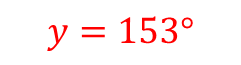 y = 153°